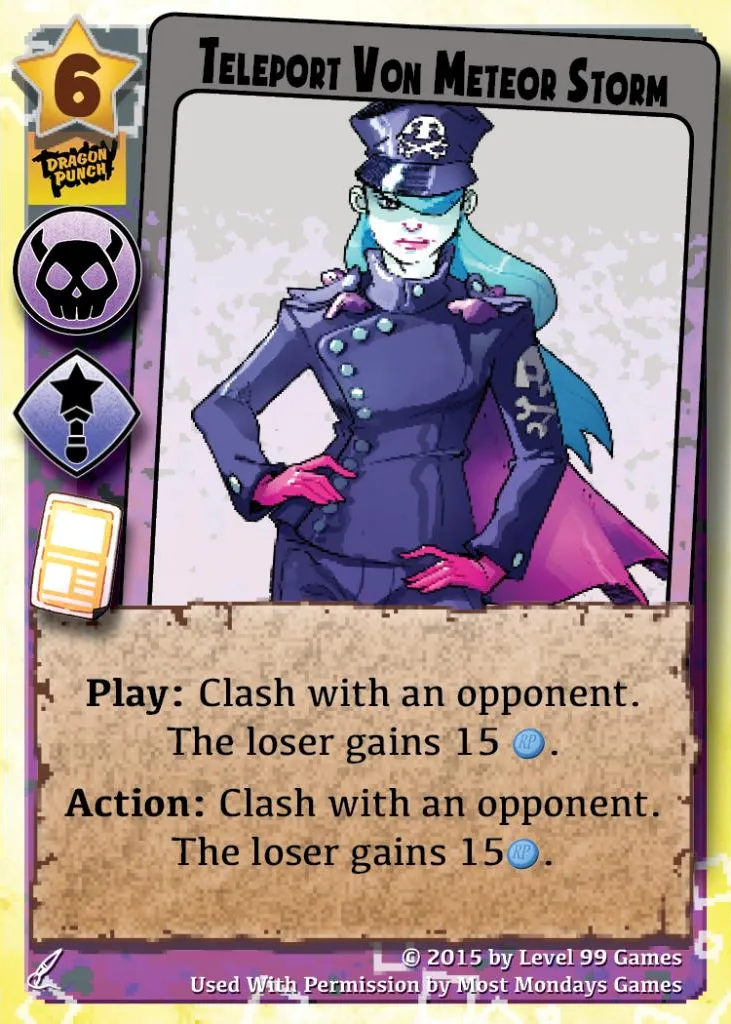 6
Teleport Von Meteor Storm
DRAGON
PUNCH!
Play: Clash with an opponent.
The loser gains 15 RP.
Action: Clash with an opponent.
The loser gains 15 RP.
© 2015 by Level 99 Games
Used With Permission by Most Mondays Games